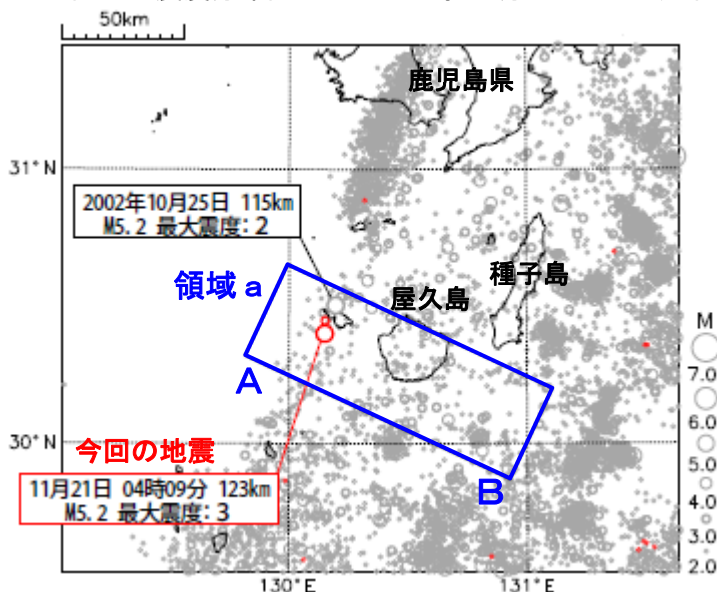 50km
鹿児島県
31°N
2002年10月25日 115km
M5.2 最大震度：2
種子島
領域 a
屋久島
M
7.0
A
6.0
今回の地震
30°N
5.0
B
11月21日 04時09分 123km
M5.2 最大震度：3
4.0
3.0
2.0
130°E
131°E